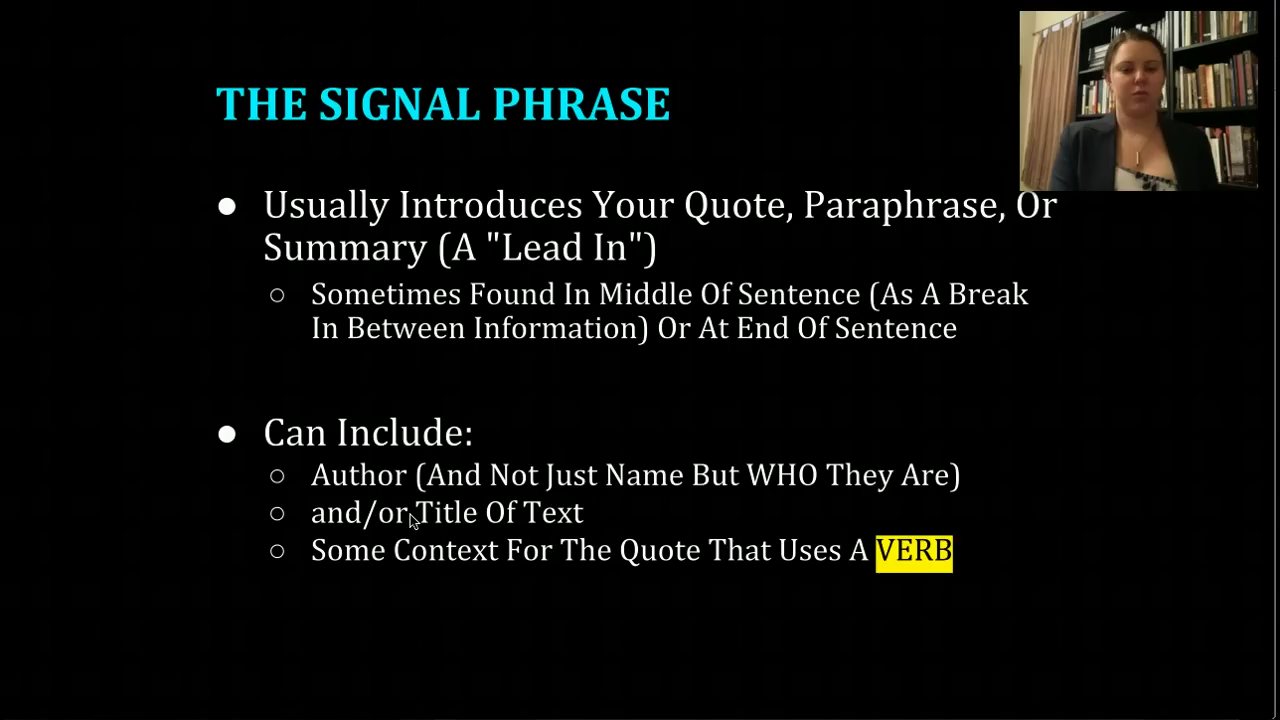 THE SIGNAL PHRASE
● Usually Introduces Your Quote, Paraphrase, Or
Summary (A "Lead In")
○ Sometimes Found In Middle Of Sentence (As A Break
In Between Information) Or At End Of Sentence
● Can Include:
○ Author (And Not Just Name But WHO They Are)
○ and/or Title Of Text
○ Some Context For The Quote That Uses A VERB